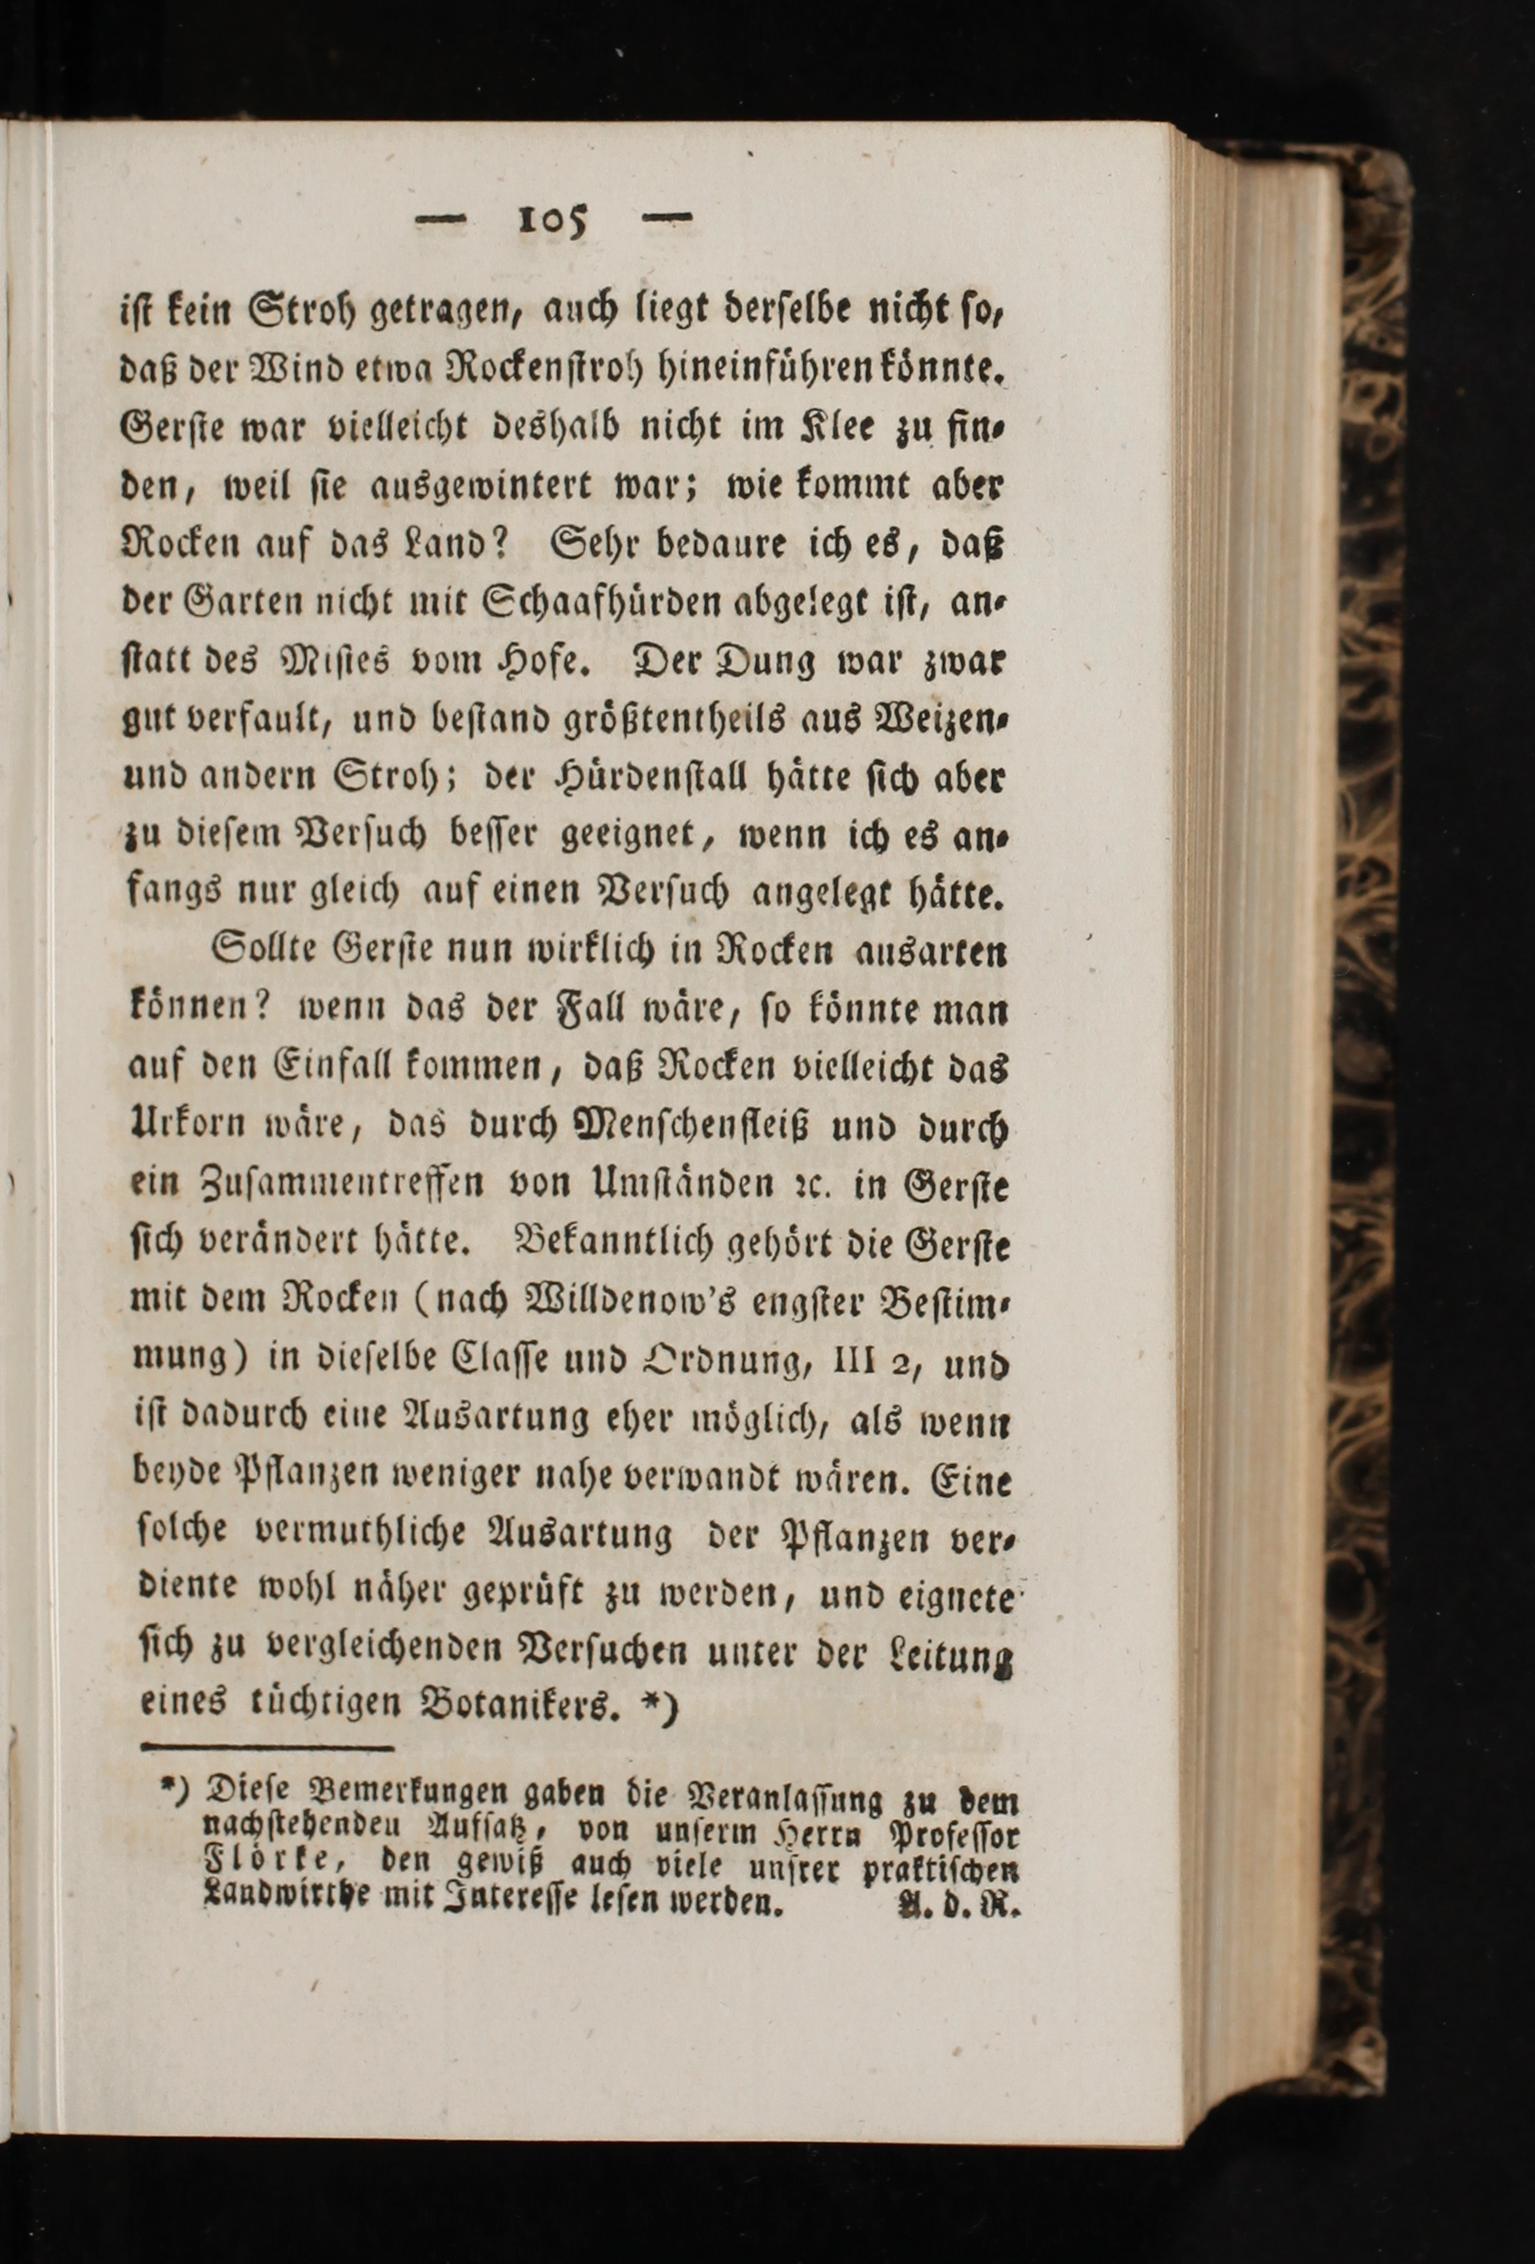 — 105 —
iſt kein Stroh getragen, auch liegt derſelbe nicht ſo,
daß der Wind etwa Rockenſtroh hineinführen könnte.
Gerſte war vielleicht deshalb nicht im Klee zu fin-
den, weil ſie ausgewintert war; wie kommt aber
Rocken auf das Land? Sehr bedaure ich es, daß
der Garten nicht mit Schaafhürden abgelegt iſt, an-
ſtatt des Miſtes vom Hofe. Der Dung war zwar
gut verfault, und beſtand größtentheils aus Weizen-
und andern Stroh; der Hürdenſtall hätte ſich aber
zu dieſem Verſuch beſſer geeignet, wenn ich es an-
fangs nur gleich auf einen Verſuch angelegt hätte.
Sollte Gerſte nun wirklich in Rocken ausarten
können? wenn das der Fall wäre, ſo könnte man
auf den Einfall kommen, daß Rocken vielleicht das
Urkorn wäre, das durch Menſchenfleiß und durch
ein Zuſammentreffen von Umſtänden ꝛc. in Gerſte
ſich verändert hätte. Bekanntlich gehört die Gerſte
mit dem Rocken (nach Willdenow's engſter Beſtim-
mung) in dieſelbe Claſſe und Ordnung, III 2, und
iſt dadurch eine Ausartung eher möglich, als wenn
beyde Pflanzen weniger nahe verwandt wären. Eine
ſolche vermuthliche Ausartung der Pflanzen ver-
diente wohl näher geprüft zu werden, und eignete
ſich zu vergleichenden Verſuchen unter der Leitung
eines tüchtigen Botanikers. *)
*) Dieſe Bemerkungen gaben die Veranlaſſung zu dem
nachſtehenden Aufſatz, von unſerm Herrn Profeſſor
Flörke, den gewiß auch viele unſrer praktiſchen
Landwirthe mit Intereſſe leſen werden. A. d. R.